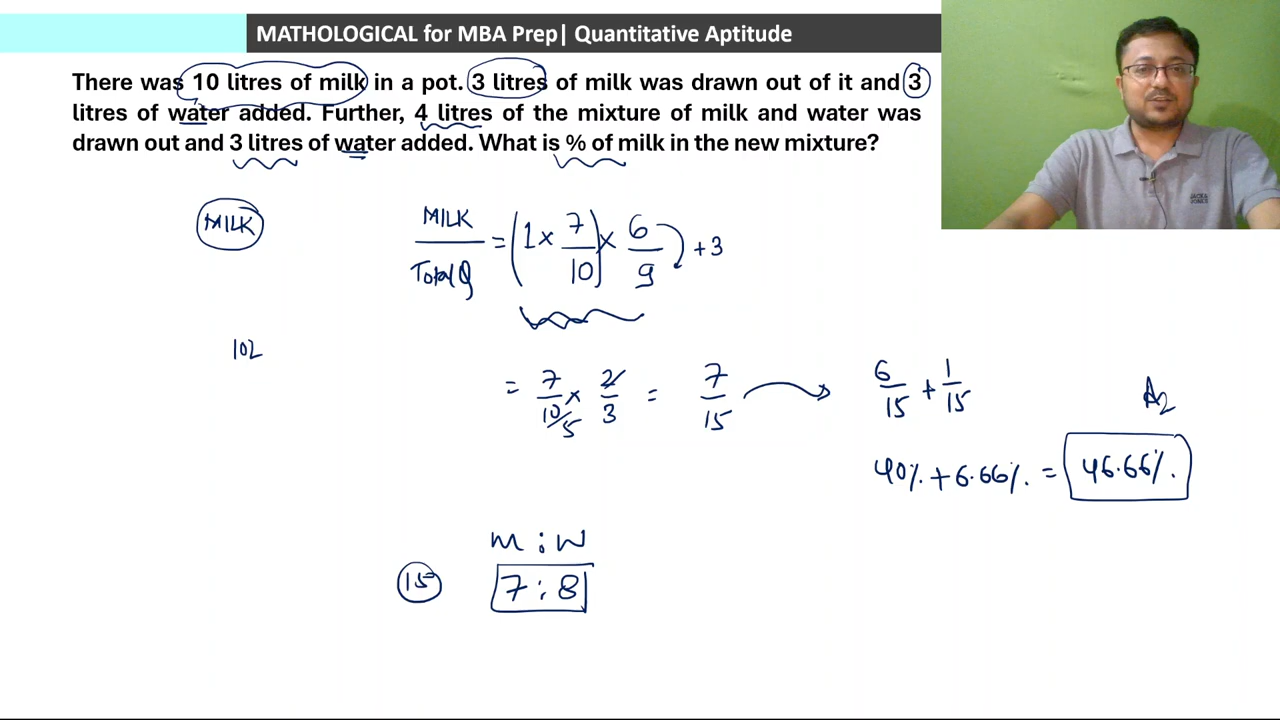 MATHOLOGICAL for MBA Prep| Quantitative Aptitude
There was 10 litres of milk in a pot. 3 litres of milk was drawn out of it and 3
litres of water added. Further, 4 litres of the mixture of milk and water was
drawn out and 3 litres of water added. What is % of milk in the new mixture?
MILK
MILK / Total Q = (1 × 7/10) × 6/9 +3
10L
= 7/10 × 2/3 = 7/15
5
6/15 + 1/15
A2
40% + 6.66% = 46.66%.
M : W
15 7 : 8